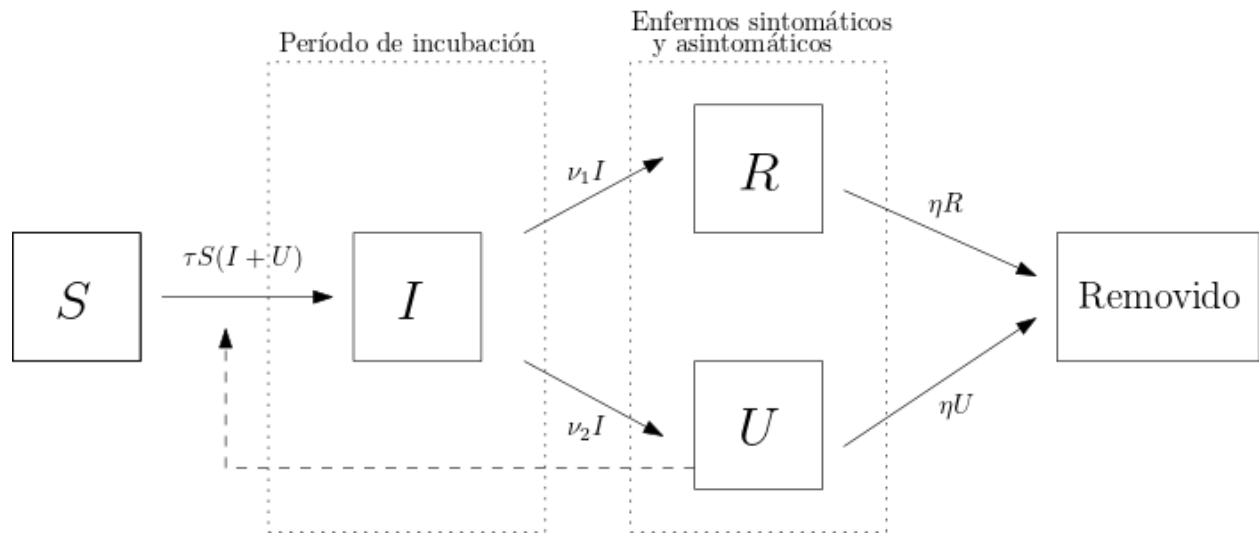 Período de incubación
Enfermos sintomáticos
y asintomáticos
S
τS(I + U)
I
ν₁I
ν₂I
R
U
ηR
ηU
Removido